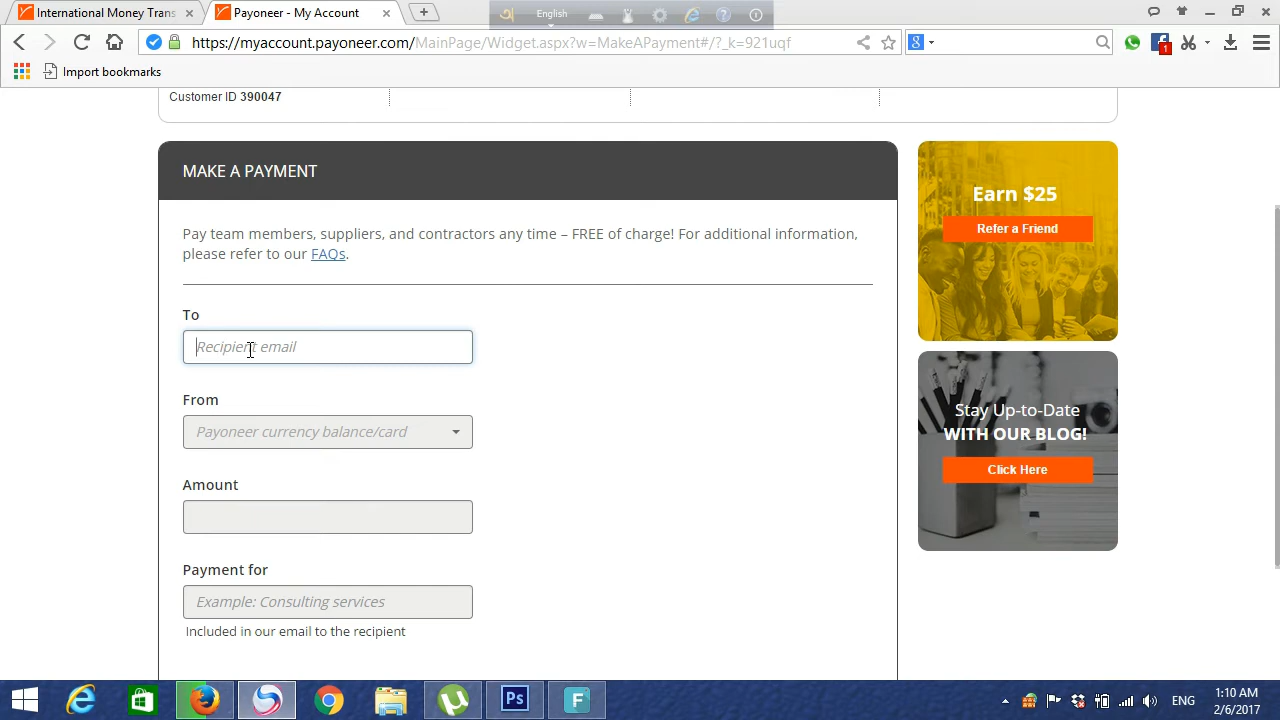 International Money Trans
Payoneer - My Account
English
https://myaccount.payoneer.com/MainPage/Widget.aspx?w=MakeAPayment#/?_k=921uqf
Import bookmarks
Customer ID 390047
MAKE A PAYMENT
Pay team members, suppliers, and contractors any time – FREE of charge! For additional information,
please refer to our FAQs.
To
Recipient email
From
Payoneer currency balance/card
Amount
Payment for
Example: Consulting services
Included in our email to the recipient
Earn $25
Refer a Friend
Stay Up-to-Date
WITH OUR BLOG!
Click Here
1
8
Ps
F
ENG
1:10 AM
2/6/2017